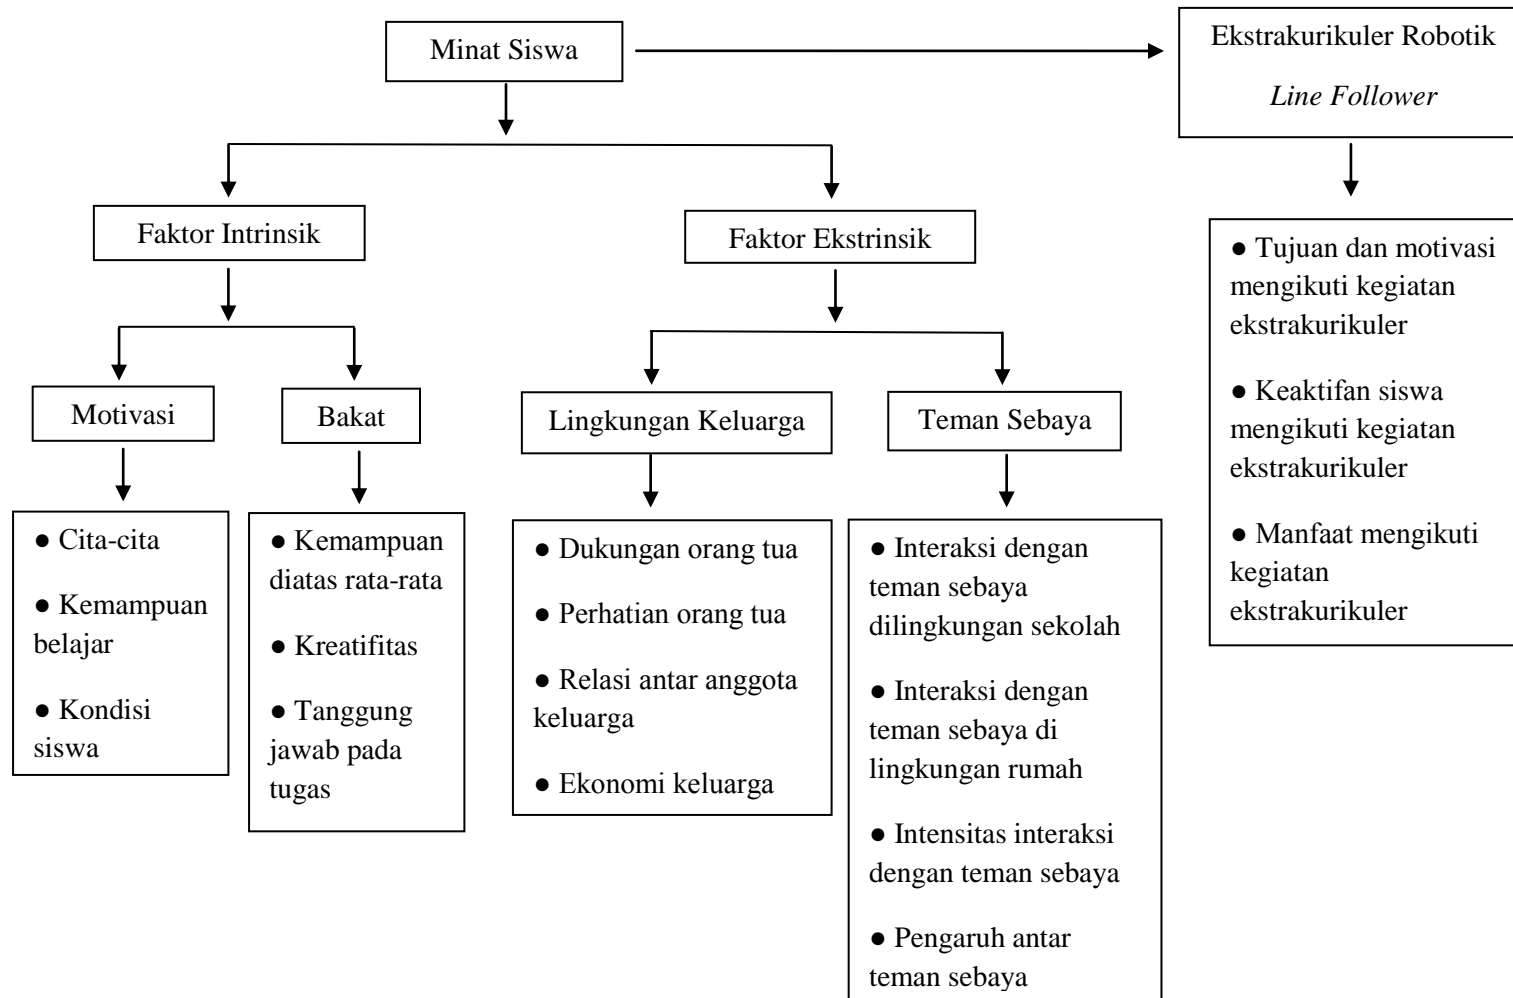 Minat Siswa
Ekstrakurikuler Robotik
Line Follower
Faktor Intrinsik
Faktor Ekstrinsik
Motivasi
Bakat
Lingkungan Keluarga
Teman Sebaya
● Cita-cita
● Kemampuan
belajar
● Kondisi
siswa
● Kemampuan
diatas rata-rata
● Kreatifitas
● Tanggung
jawab pada
tugas
● Dukungan orang tua
● Perhatian orang tua
● Relasi antar anggota
keluarga
● Ekonomi keluarga
● Interaksi dengan
teman sebaya
dilingkungan sekolah
● Interaksi dengan
teman sebaya di
lingkungan rumah
● Intensitas interaksi
dengan teman sebaya
● Pengaruh antar
teman sebaya
● Tujuan dan motivasi
mengikuti kegiatan
ekstrakurikuler
● Keaktifan siswa
mengikuti kegiatan
ekstrakurikuler
● Manfaat mengikuti
kegiatan
ekstrakurikuler